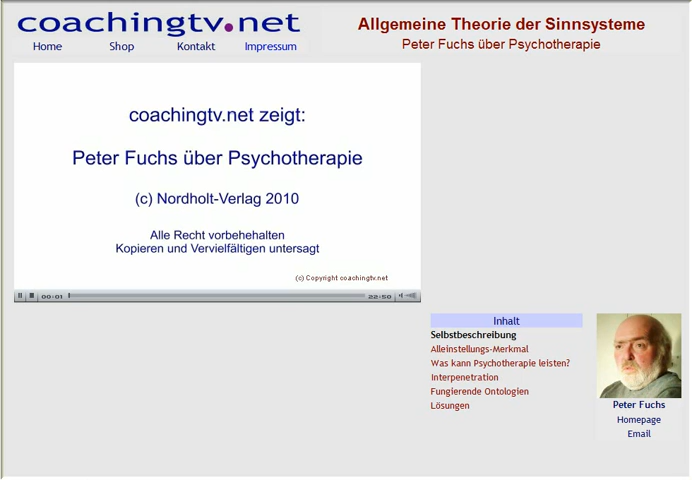 coachingtv.net
Home Shop Kontakt Impressum
Allgemeine Theorie der Sinnsysteme
Peter Fuchs über Psychotherapie
coachingtv.net zeigt:
Peter Fuchs über Psychotherapie
(c) Nordholt-Verlag 2010
Alle Recht vorbehehalten
Kopieren und Vervielfältigen untersagt
(c) Copyright coachingtv.net
00:01 22:50
Inhalt
Selbstbeschreibung
Alleinstellungs-Merkmal
Was kann Psychotherapie leisten?
Interpenetration
Fungierende Ontologien
Lösungen
Peter Fuchs
Homepage
Email